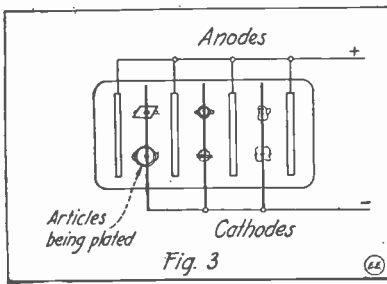 Anodes
+
Articles
being plated
−
Cathodes
Fig. 3